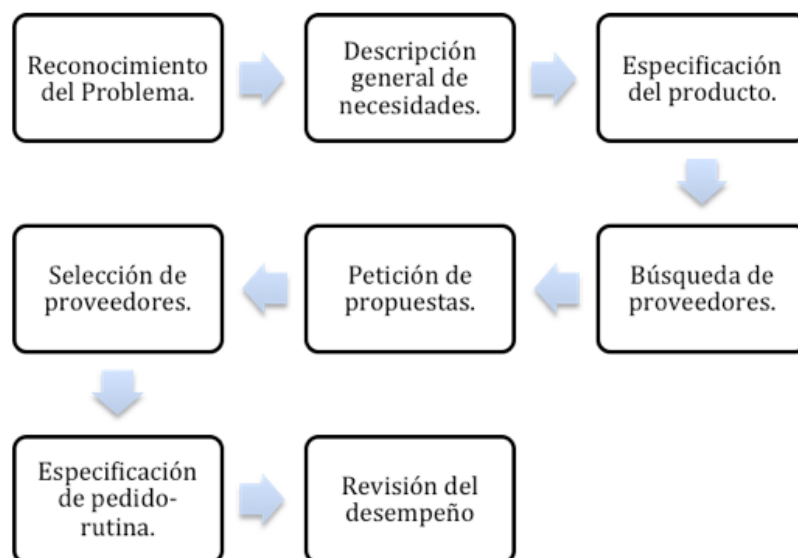 Reconocimiento
del Problema.
Descripción
general de
necesidades.
Especificación
del producto.
Búsqueda de
proveedores.
Petición de
propuestas.
Selección de
proveedores.
Especificación
de pedido-
rutina.
Revisión del
desempeño